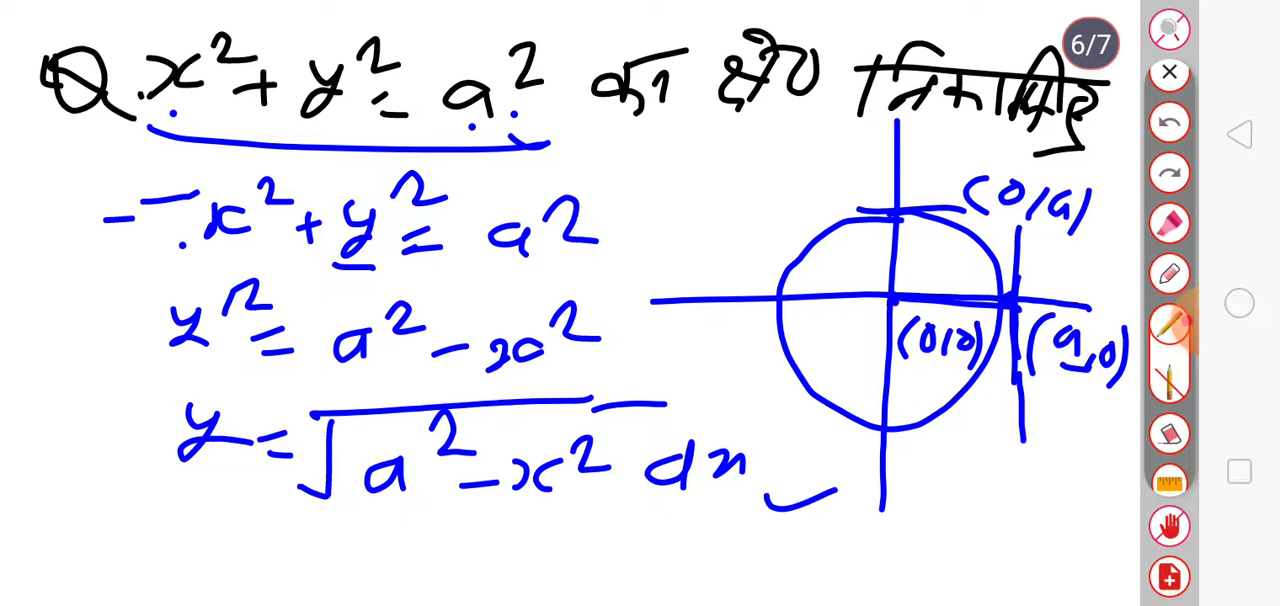 Q. x² + y² = a² का क्षेत्र निकालिए
6/7
x² + y² = a²
(0,a)
y² = a² - x²
(0,0)
(a,0)
y = √a² - x² dx